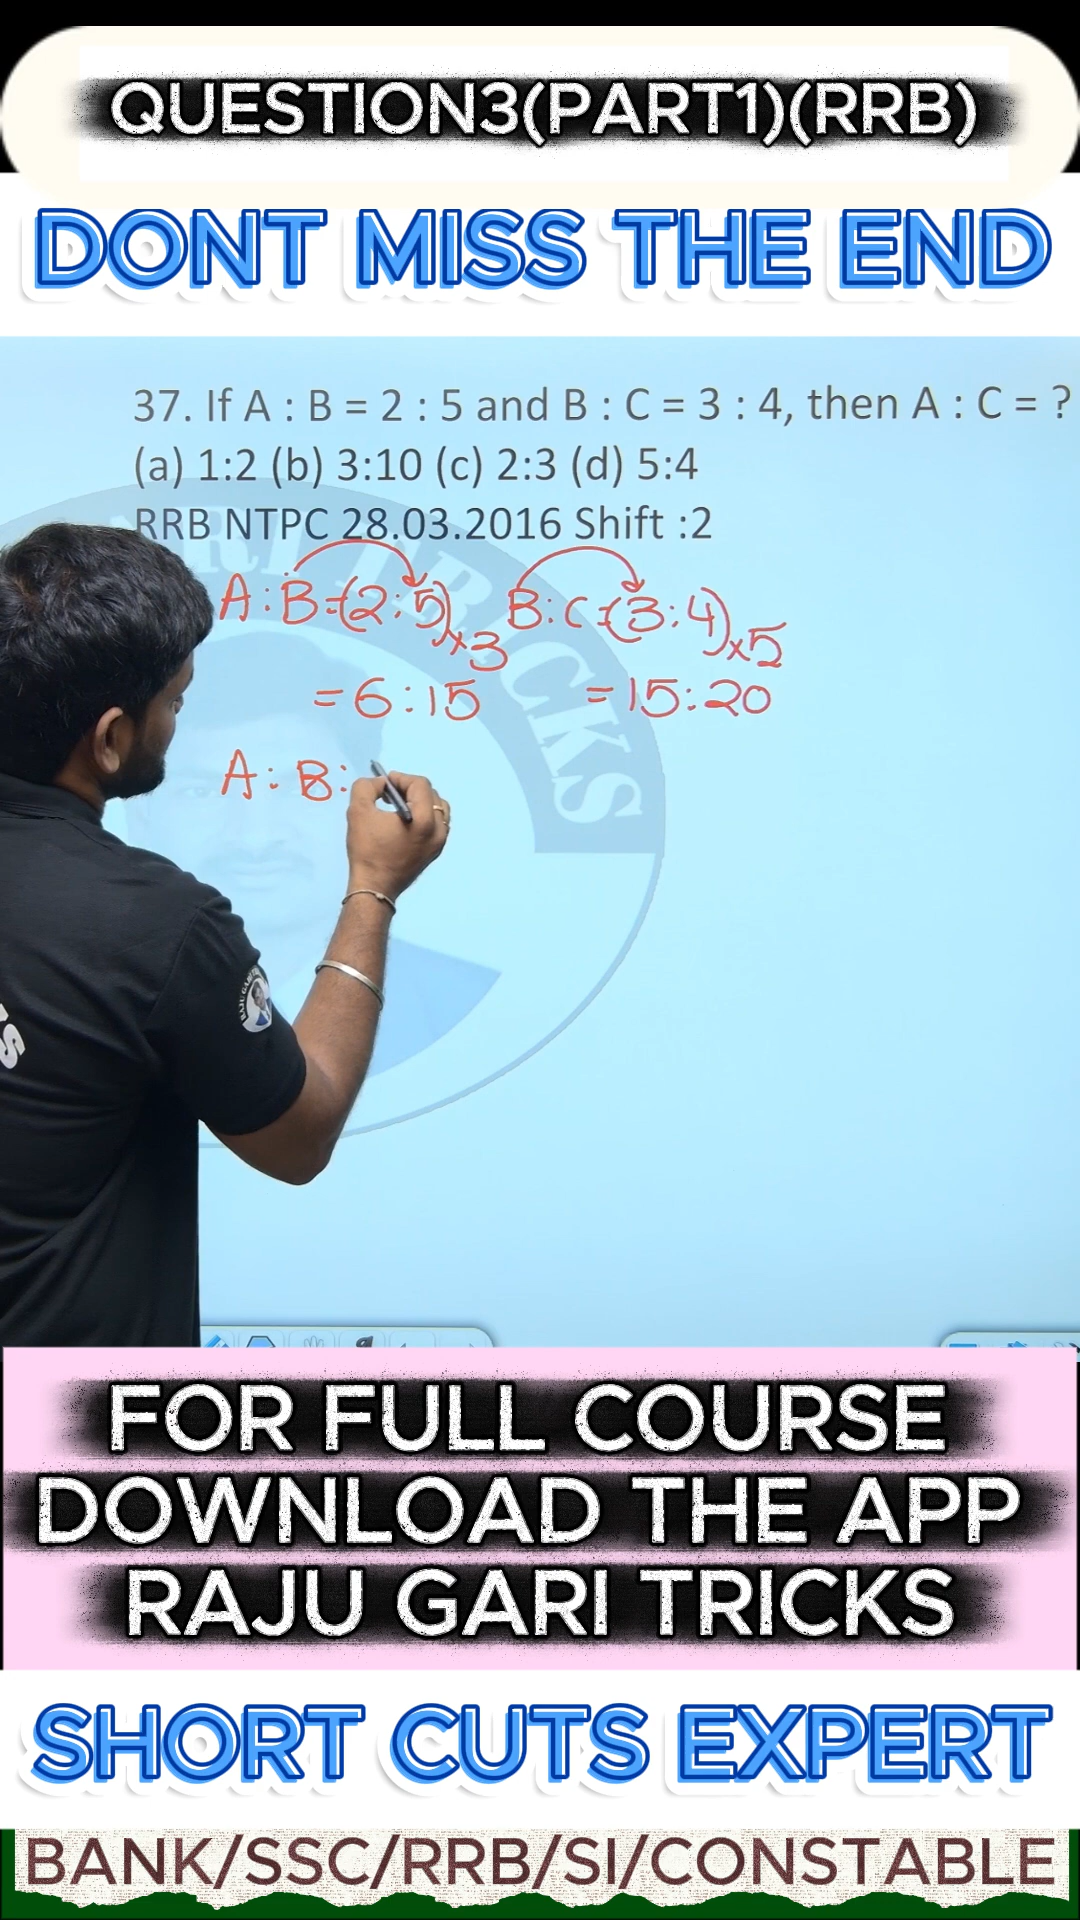 QUESTION3(PART1)(RRB)
DONT MISS THE END
37. If A : B = 2 : 5 and B : C = 3 : 4, then A : C = ?
(a) 1:2 (b) 3:10 (c) 2:3 (d) 5:4
RRB NTPC 28.03.2016 Shift :2
A:B=(2:5)×3 B:C=(3:4)×5
=6:15 =15:20
A:B:
FOR FULL COURSE
DOWNLOAD THE APP
RAJU GARI TRICKS
SHORT CUTS EXPERT
BANK/SSC/RRB/SI/CONSTABLE